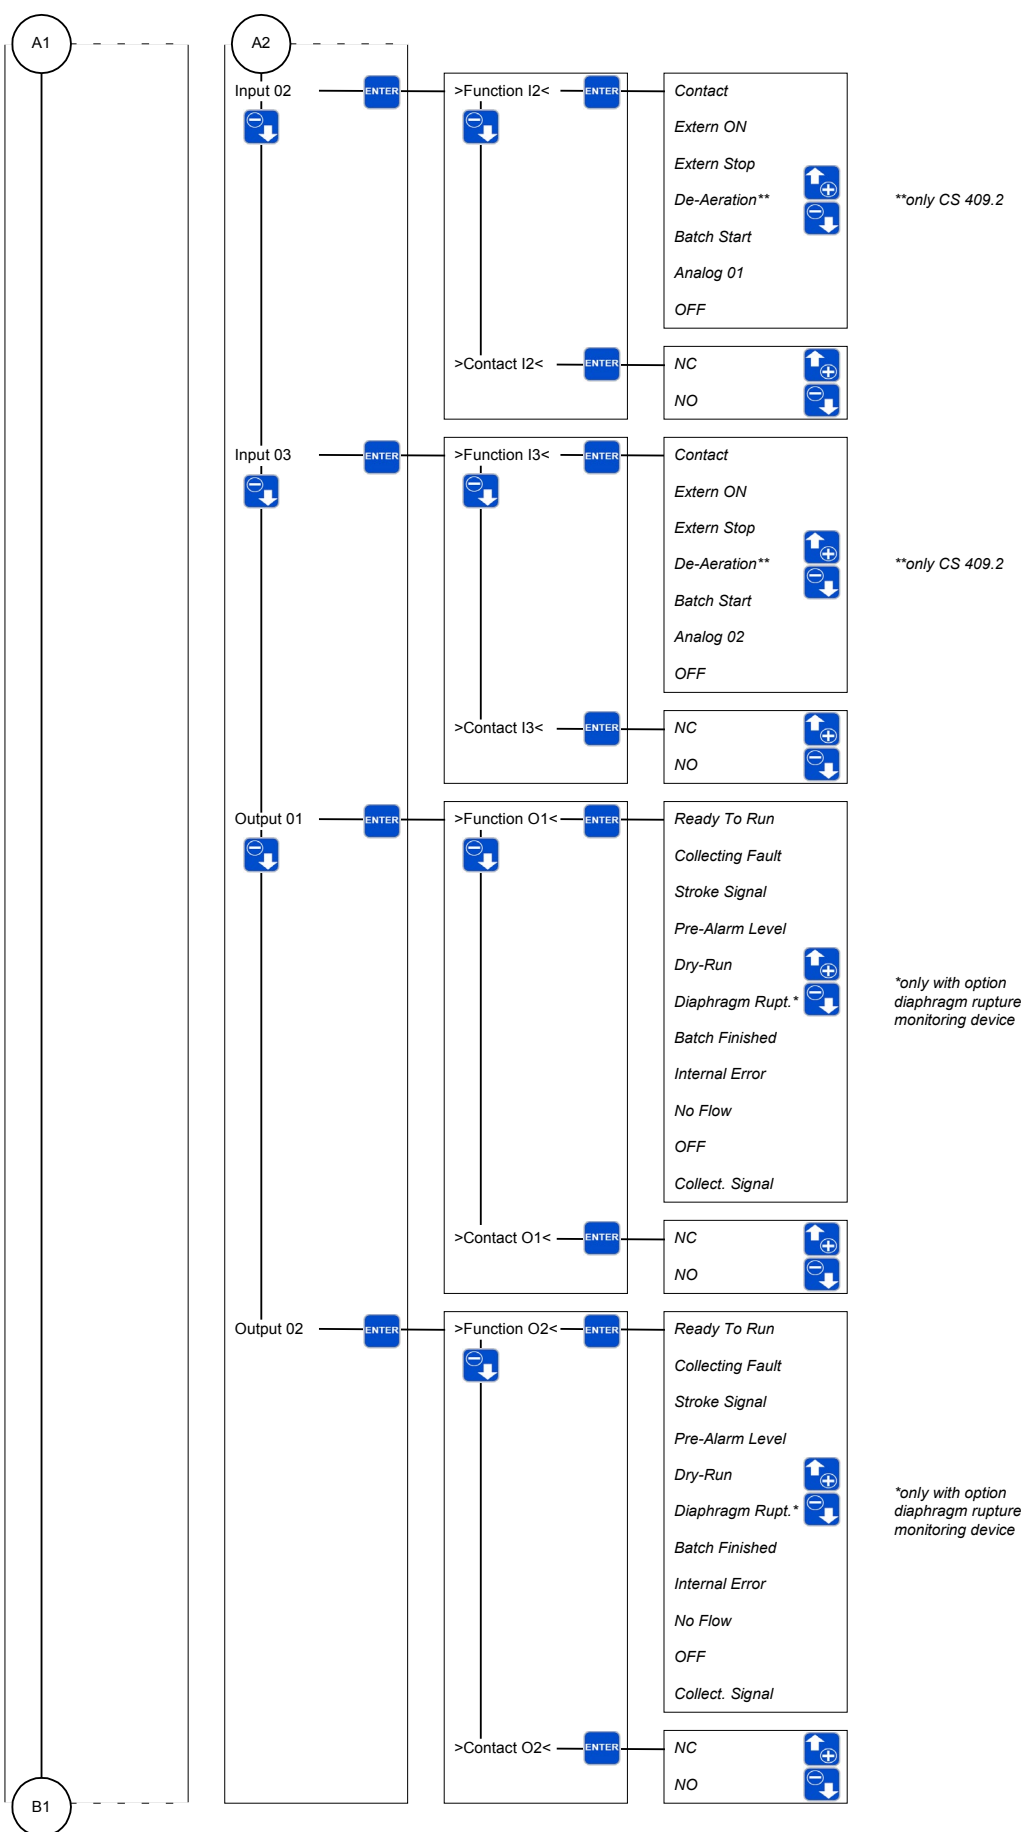 A1
A2
Input 02 ENTER >Function I2< ENTER Contact
Extern ON
Extern Stop
De-Aeration** **only CS 409.2
Batch Start
Analog 01
OFF
>Contact I2< ENTER NC
NO
Input 03 ENTER >Function I3< ENTER Contact
Extern ON
Extern Stop
De-Aeration** **only CS 409.2
Batch Start
Analog 02
OFF
>Contact I3< ENTER NC
NO
Output 01 ENTER >Function O1< ENTER Ready To Run
Collecting Fault
Stroke Signal
Pre-Alarm Level
Dry-Run
Diaphragm Rupt.*
*only with option
diaphragm rupture
monitoring device
Batch Finished
Internal Error
No Flow
OFF
Collect. Signal
>Contact O1< ENTER NC
NO
Output 02 ENTER >Function O2< ENTER Ready To Run
Collecting Fault
Stroke Signal
Pre-Alarm Level
Dry-Run
Diaphragm Rupt.*
*only with option
diaphragm rupture
monitoring device
Batch Finished
Internal Error
No Flow
OFF
Collect. Signal
>Contact O2< ENTER NC
NO
B1